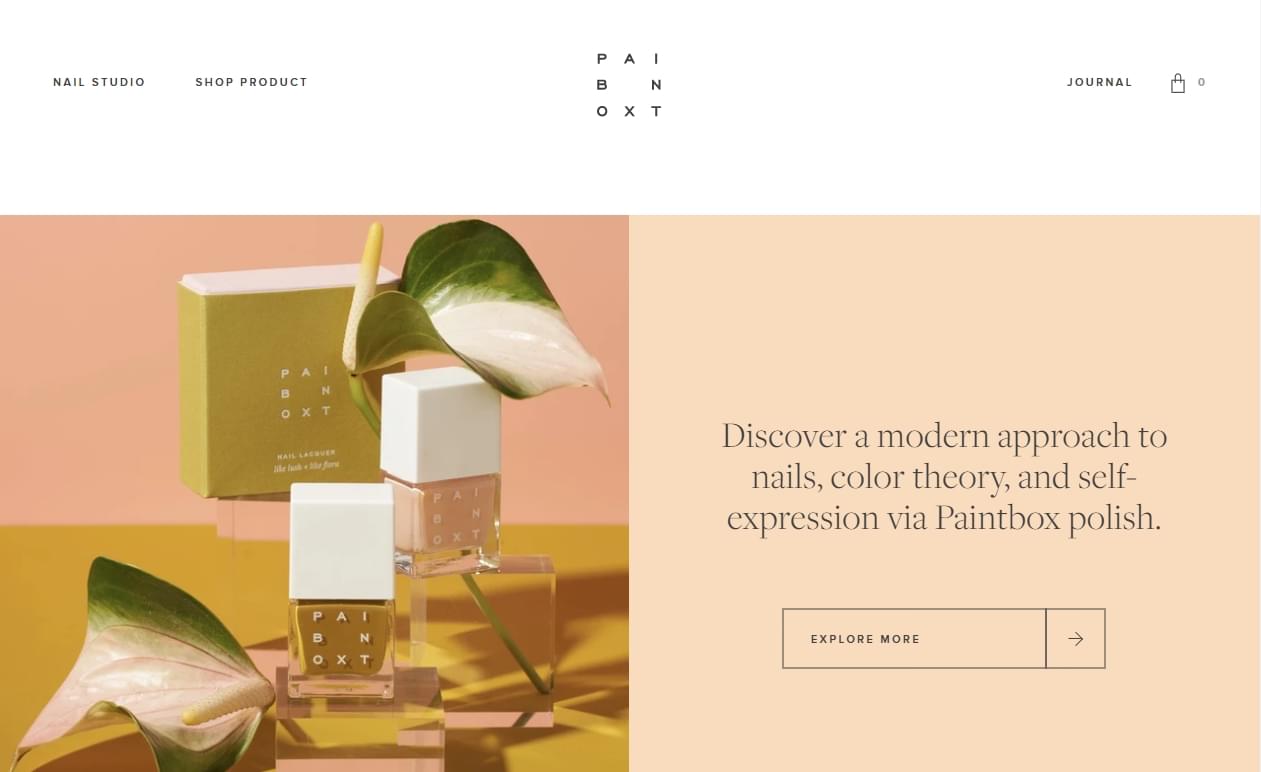 NAIL STUDIO
SHOP PRODUCT
P A I
B N
O X T
JOURNAL
0
P A I
B N
O X T
NAIL LACQUER
like lush + like flora
P A I
B N
O X T
P A I
B N
O X T
Discover a modern approach to
nails, color theory, and self-
expression via Paintbox polish.
EXPLORE MORE